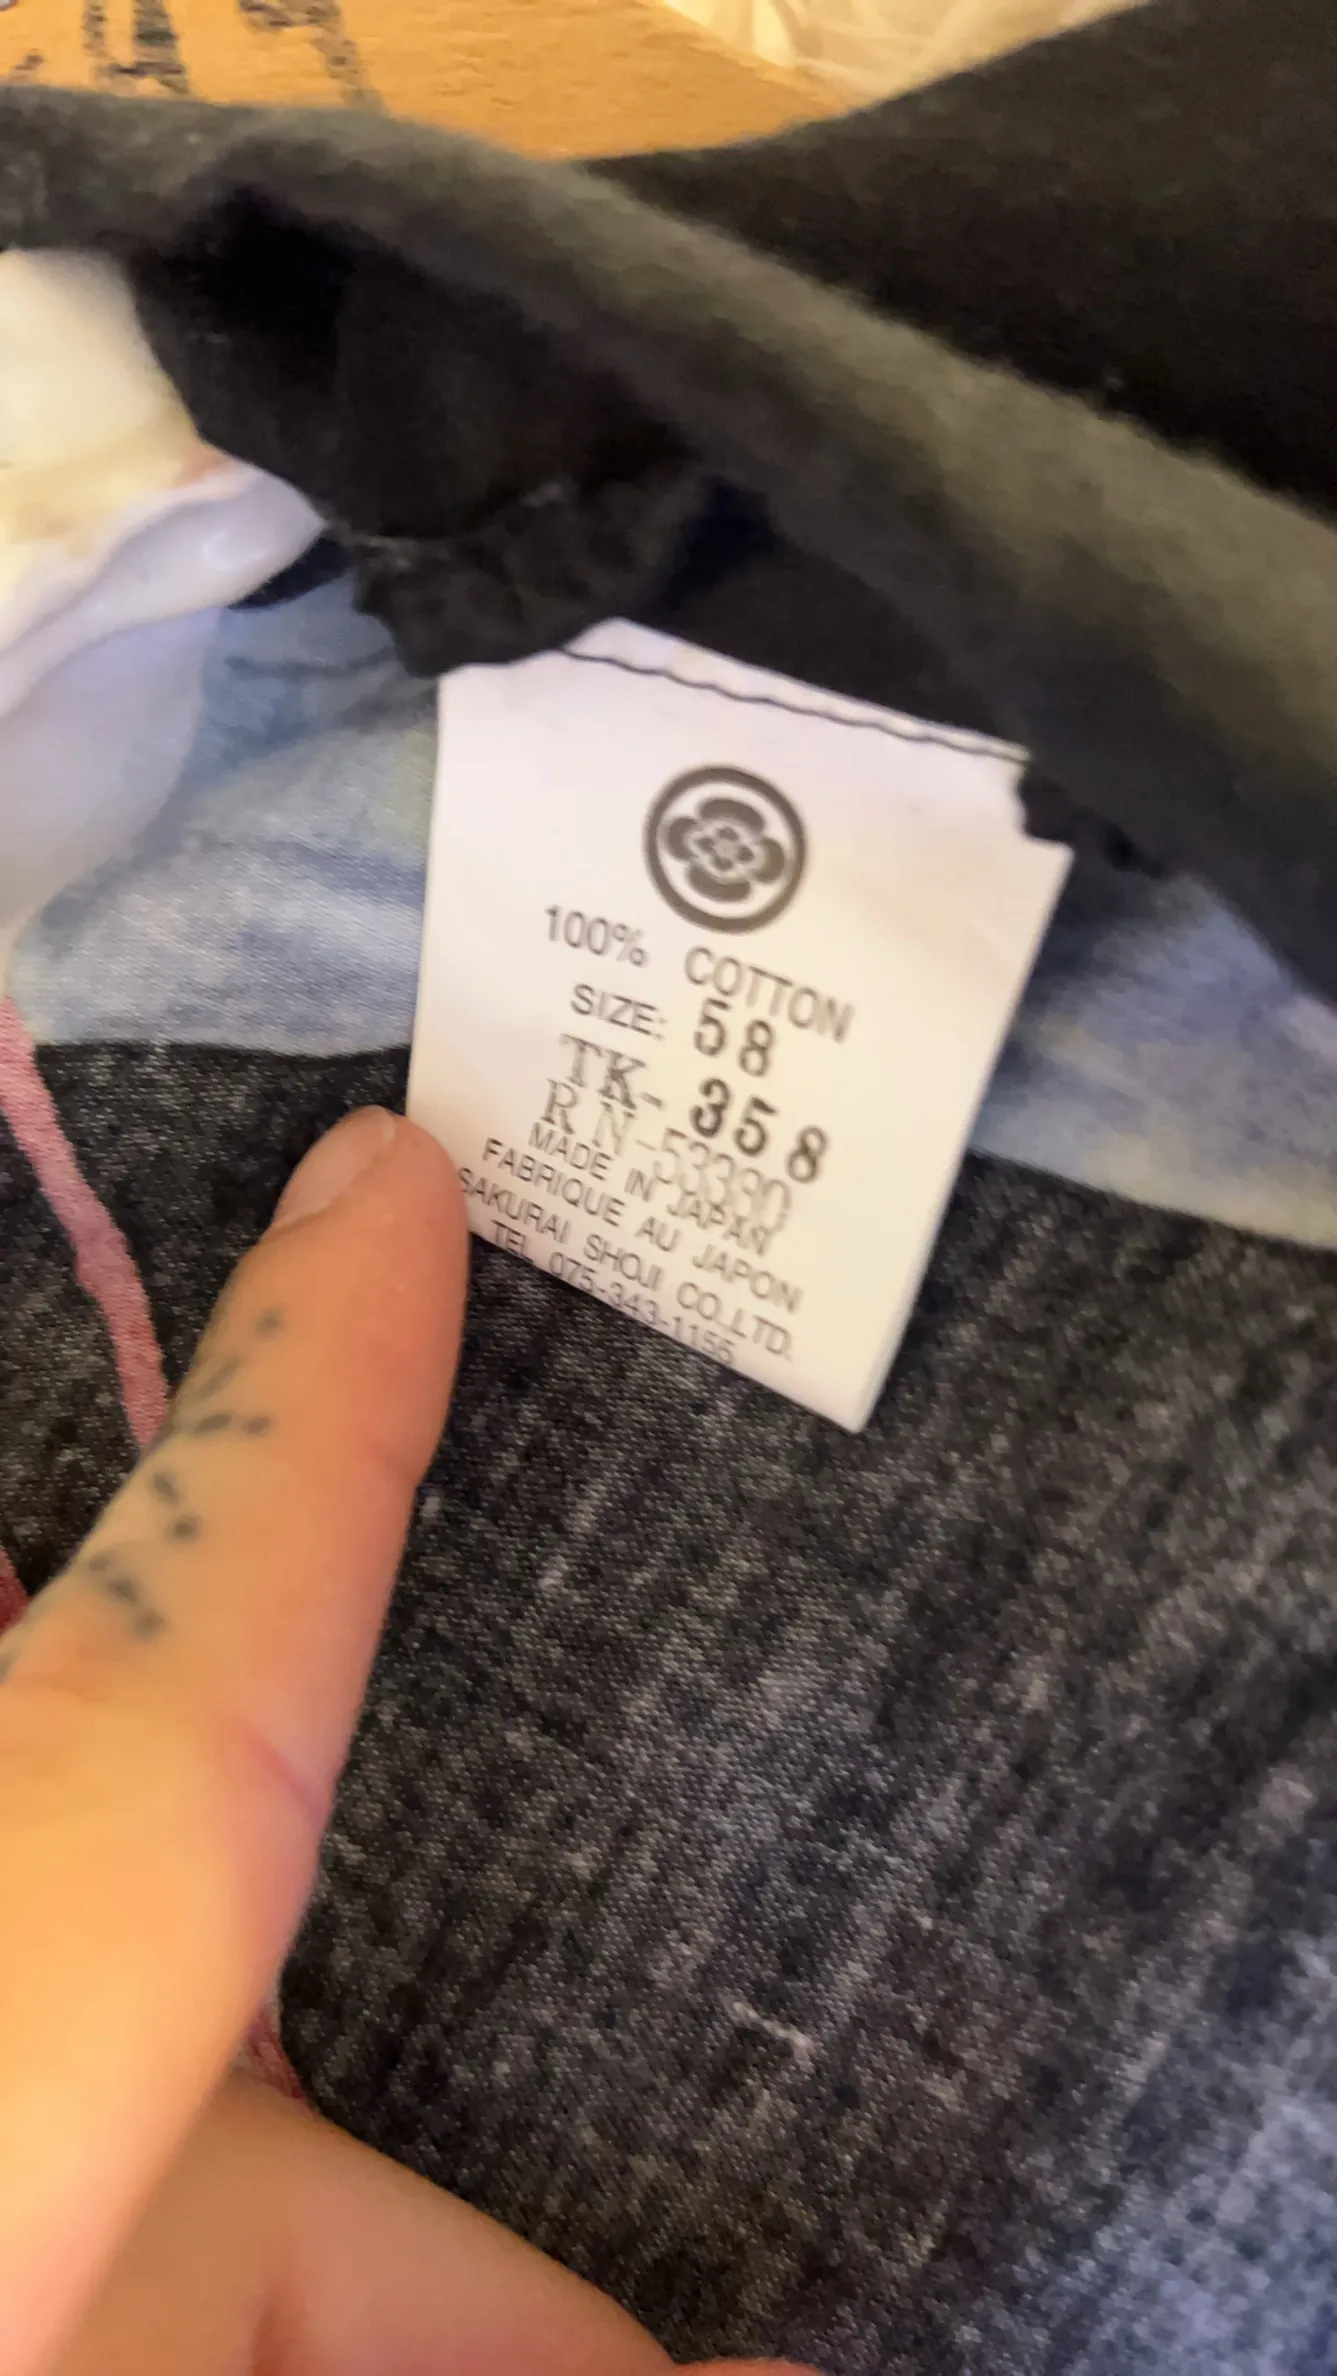 100% COTTON
SIZE: 58
TK-358
RN-53390
MADE IN JAPAN
FABRIQUE AU JAPON
SAKURAI SHOJI CO.,LTD.
TEL 075-343-1156